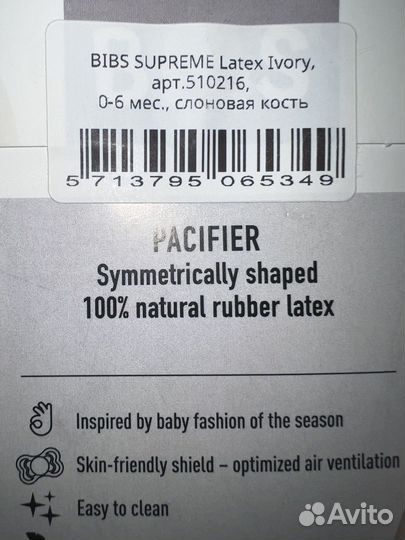 BIBS SUPREME Latex Ivory,
арт.510216,
0-6 мес., слоновая кость
5 713795 065349
PACIFIER
Symmetrically shaped
100% natural rubber latex
Inspired by baby fashion of the season
Skin-friendly shield – optimized air ventilation
Easy to clean
Avito